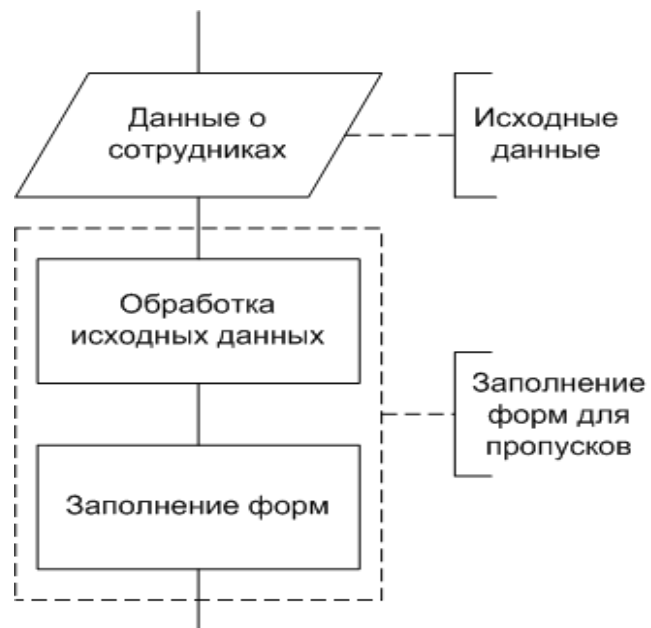 Данные о
сотрудниках
Исходные
данные
Обработка
исходных данных
Заполнение
форм для
пропусков
Заполнение форм